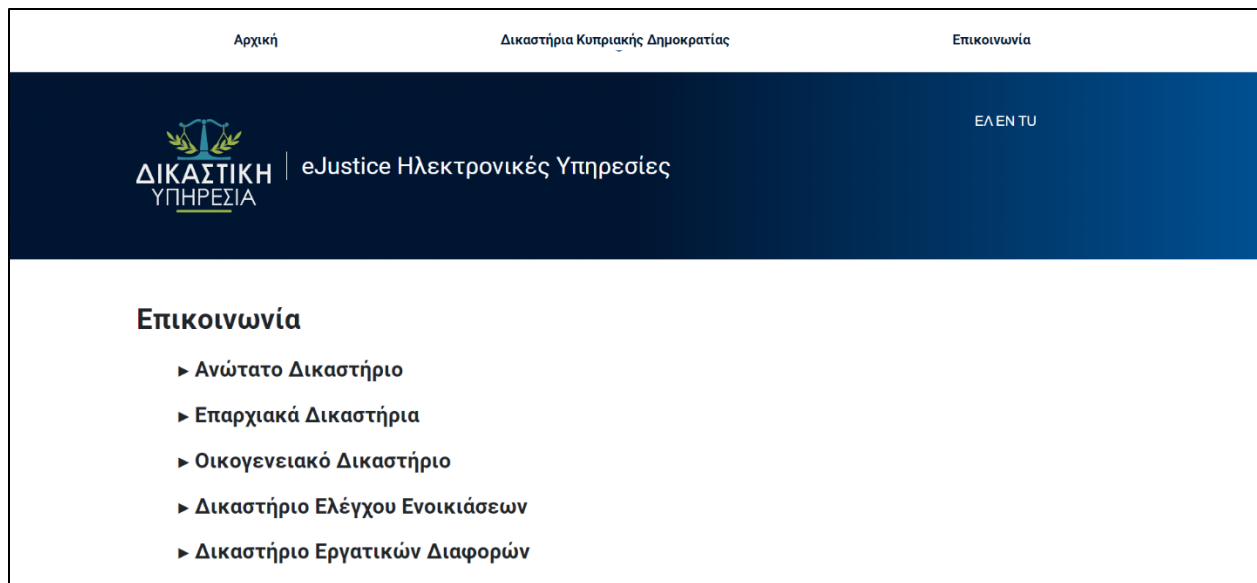 Αρχική Δικαστήρια Κυπριακής Δημοκρατίας Επικοινωνία
ΕΛ EN TU
ΔΙΚΑΣΤΙΚΗ
ΥΠΗΡΕΣΙΑ
eJustice Ηλεκτρονικές Υπηρεσίες
Επικοινωνία
▸ Ανώτατο Δικαστήριο
▸ Επαρχιακά Δικαστήρια
▸ Οικογενειακό Δικαστήριο
▸ Δικαστήριο Ελέγχου Ενοικιάσεων
▸ Δικαστήριο Εργατικών Διαφορών